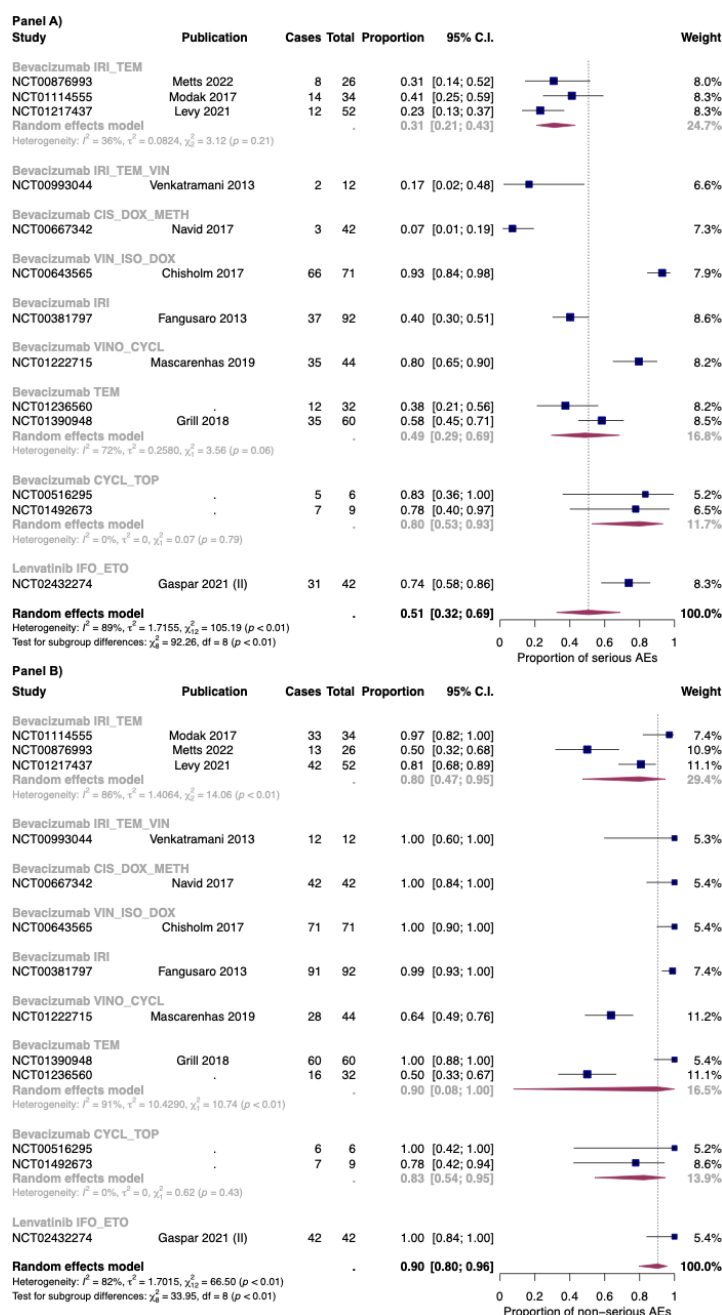 Panel A)
Study Publication Cases Total Proportion 95% C.I. Weight
Bevacizumab IRI_TEM
NCT00876993 Metts 2022 8 26 0.31 [0.14; 0.52] 8.0%
NCT01114555 Modak 2017 14 34 0.41 [0.25; 0.59] 8.3%
NCT01217437 Levy 2021 12 52 0.23 [0.13; 0.37] 8.3%
Random effects model . 0.31 [0.21; 0.43] 24.7%
Heterogeneity: I² = 36%, τ² = 0.0824, χ²₂ = 3.12 (p = 0.21)
Bevacizumab IRI_TEM_VIN
NCT00993044 Venkatramani 2013 2 12 0.17 [0.02; 0.48] 6.6%
Bevacizumab CIS_DOX_METH
NCT00667342 Navid 2017 3 42 0.07 [0.01; 0.19] 7.3%
Bevacizumab VIN_ISO_DOX
NCT00643565 Chisholm 2017 66 71 0.93 [0.84; 0.98] 7.9%
Bevacizumab IRI
NCT00381797 Fangusaro 2013 37 92 0.40 [0.30; 0.51] 8.6%
Bevacizumab VINO_CYCL
NCT01222715 Mascarenhas 2019 35 44 0.80 [0.65; 0.90] 8.2%
Bevacizumab TEM
NCT01236560 . 12 32 0.38 [0.21; 0.56] 8.2%
NCT01390948 Grill 2018 35 60 0.58 [0.45; 0.71] 8.5%
Random effects model . 0.49 [0.29; 0.69] 16.8%
Heterogeneity: I² = 72%, τ² = 0.2580, χ²₁ = 3.56 (p = 0.06)
Bevacizumab CYCL_TOP
NCT00516295 . 5 6 0.83 [0.36; 1.00] 5.2%
NCT01492673 . 7 9 0.78 [0.40; 0.97] 6.5%
Random effects model . 0.80 [0.53; 0.93] 11.7%
Heterogeneity: I² = 0%, τ² = 0, χ²₁ = 0.07 (p = 0.79)
Lenvatinib IFO_ETO
NCT02432274 Gaspar 2021 (II) 31 42 0.74 [0.58; 0.86] 8.3%
Random effects model . 0.51 [0.32; 0.69] 100.0%
Heterogeneity: I² = 89%, τ² = 1.7155, χ²₁₂ = 105.19 (p < 0.01)
Test for subgroup differences: χ²₈ = 92.26, df = 8 (p < 0.01)
0 0.2 0.4 0.6 0.8 1
Proportion of serious AEs
Panel B)
Study Publication Cases Total Proportion 95% C.I. Weight
Bevacizumab IRI_TEM
NCT01114555 Modak 2017 33 34 0.97 [0.82; 1.00] 7.4%
NCT00876993 Metts 2022 13 26 0.50 [0.32; 0.68] 10.9%
NCT01217437 Levy 2021 42 52 0.81 [0.68; 0.89] 11.1%
Random effects model . 0.80 [0.47; 0.95] 29.4%
Heterogeneity: I² = 86%, τ² = 1.4064, χ²₂ = 14.06 (p < 0.01)
Bevacizumab IRI_TEM_VIN
NCT00993044 Venkatramani 2013 12 12 1.00 [0.60; 1.00] 5.3%
Bevacizumab CIS_DOX_METH
NCT00667342 Navid 2017 42 42 1.00 [0.84; 1.00] 5.4%
Bevacizumab VIN_ISO_DOX
NCT00643565 Chisholm 2017 71 71 1.00 [0.90; 1.00] 5.4%
Bevacizumab IRI
NCT00381797 Fangusaro 2013 91 92 0.99 [0.93; 1.00] 7.4%
Bevacizumab VINO_CYCL
NCT01222715 Mascarenhas 2019 28 44 0.64 [0.49; 0.76] 11.2%
Bevacizumab TEM
NCT01390948 Grill 2018 60 60 1.00 [0.88; 1.00] 5.4%
NCT01236560 . 16 32 0.50 [0.33; 0.67] 11.1%
Random effects model . 0.90 [0.08; 1.00] 16.5%
Heterogeneity: I² = 91%, τ² = 10.4290, χ²₁ = 10.74 (p < 0.01)
Bevacizumab CYCL_TOP
NCT00516295 . 6 6 1.00 [0.42; 1.00] 5.2%
NCT01492673 . 7 9 0.78 [0.42; 0.94] 8.6%
Random effects model . 0.83 [0.54; 0.95] 13.9%
Heterogeneity: I² = 0%, τ² = 0, χ²₁ = 0.62 (p = 0.43)
Lenvatinib IFO_ETO
NCT02432274 Gaspar 2021 (II) 42 42 1.00 [0.84; 1.00] 5.4%
Random effects model . 0.90 [0.80; 0.96] 100.0%
Heterogeneity: I² = 82%, τ² = 1.7015, χ²₁₂ = 66.50 (p < 0.01)
Test for subgroup differences: χ²₈ = 33.95, df = 8 (p < 0.01)
0 0.2 0.4 0.6 0.8 1
Proportion of non-serious AEs